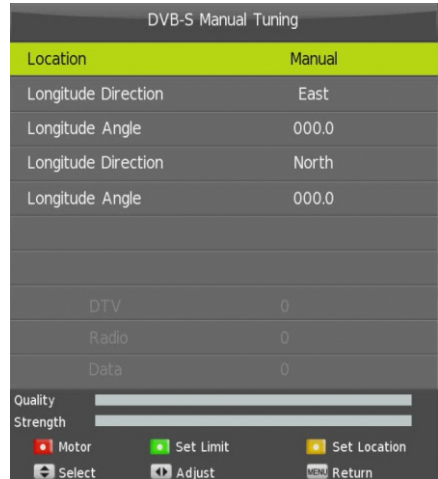 DVB-S Manual Tuning
Location Manual
Longitude Direction East
Longitude Angle 000.0
Longitude Direction North
Longitude Angle 000.0
DTV 0
Radio 0
Data 0
Quality
Strength
Motor Set Limit Set Location
Select Adjust MENU Return